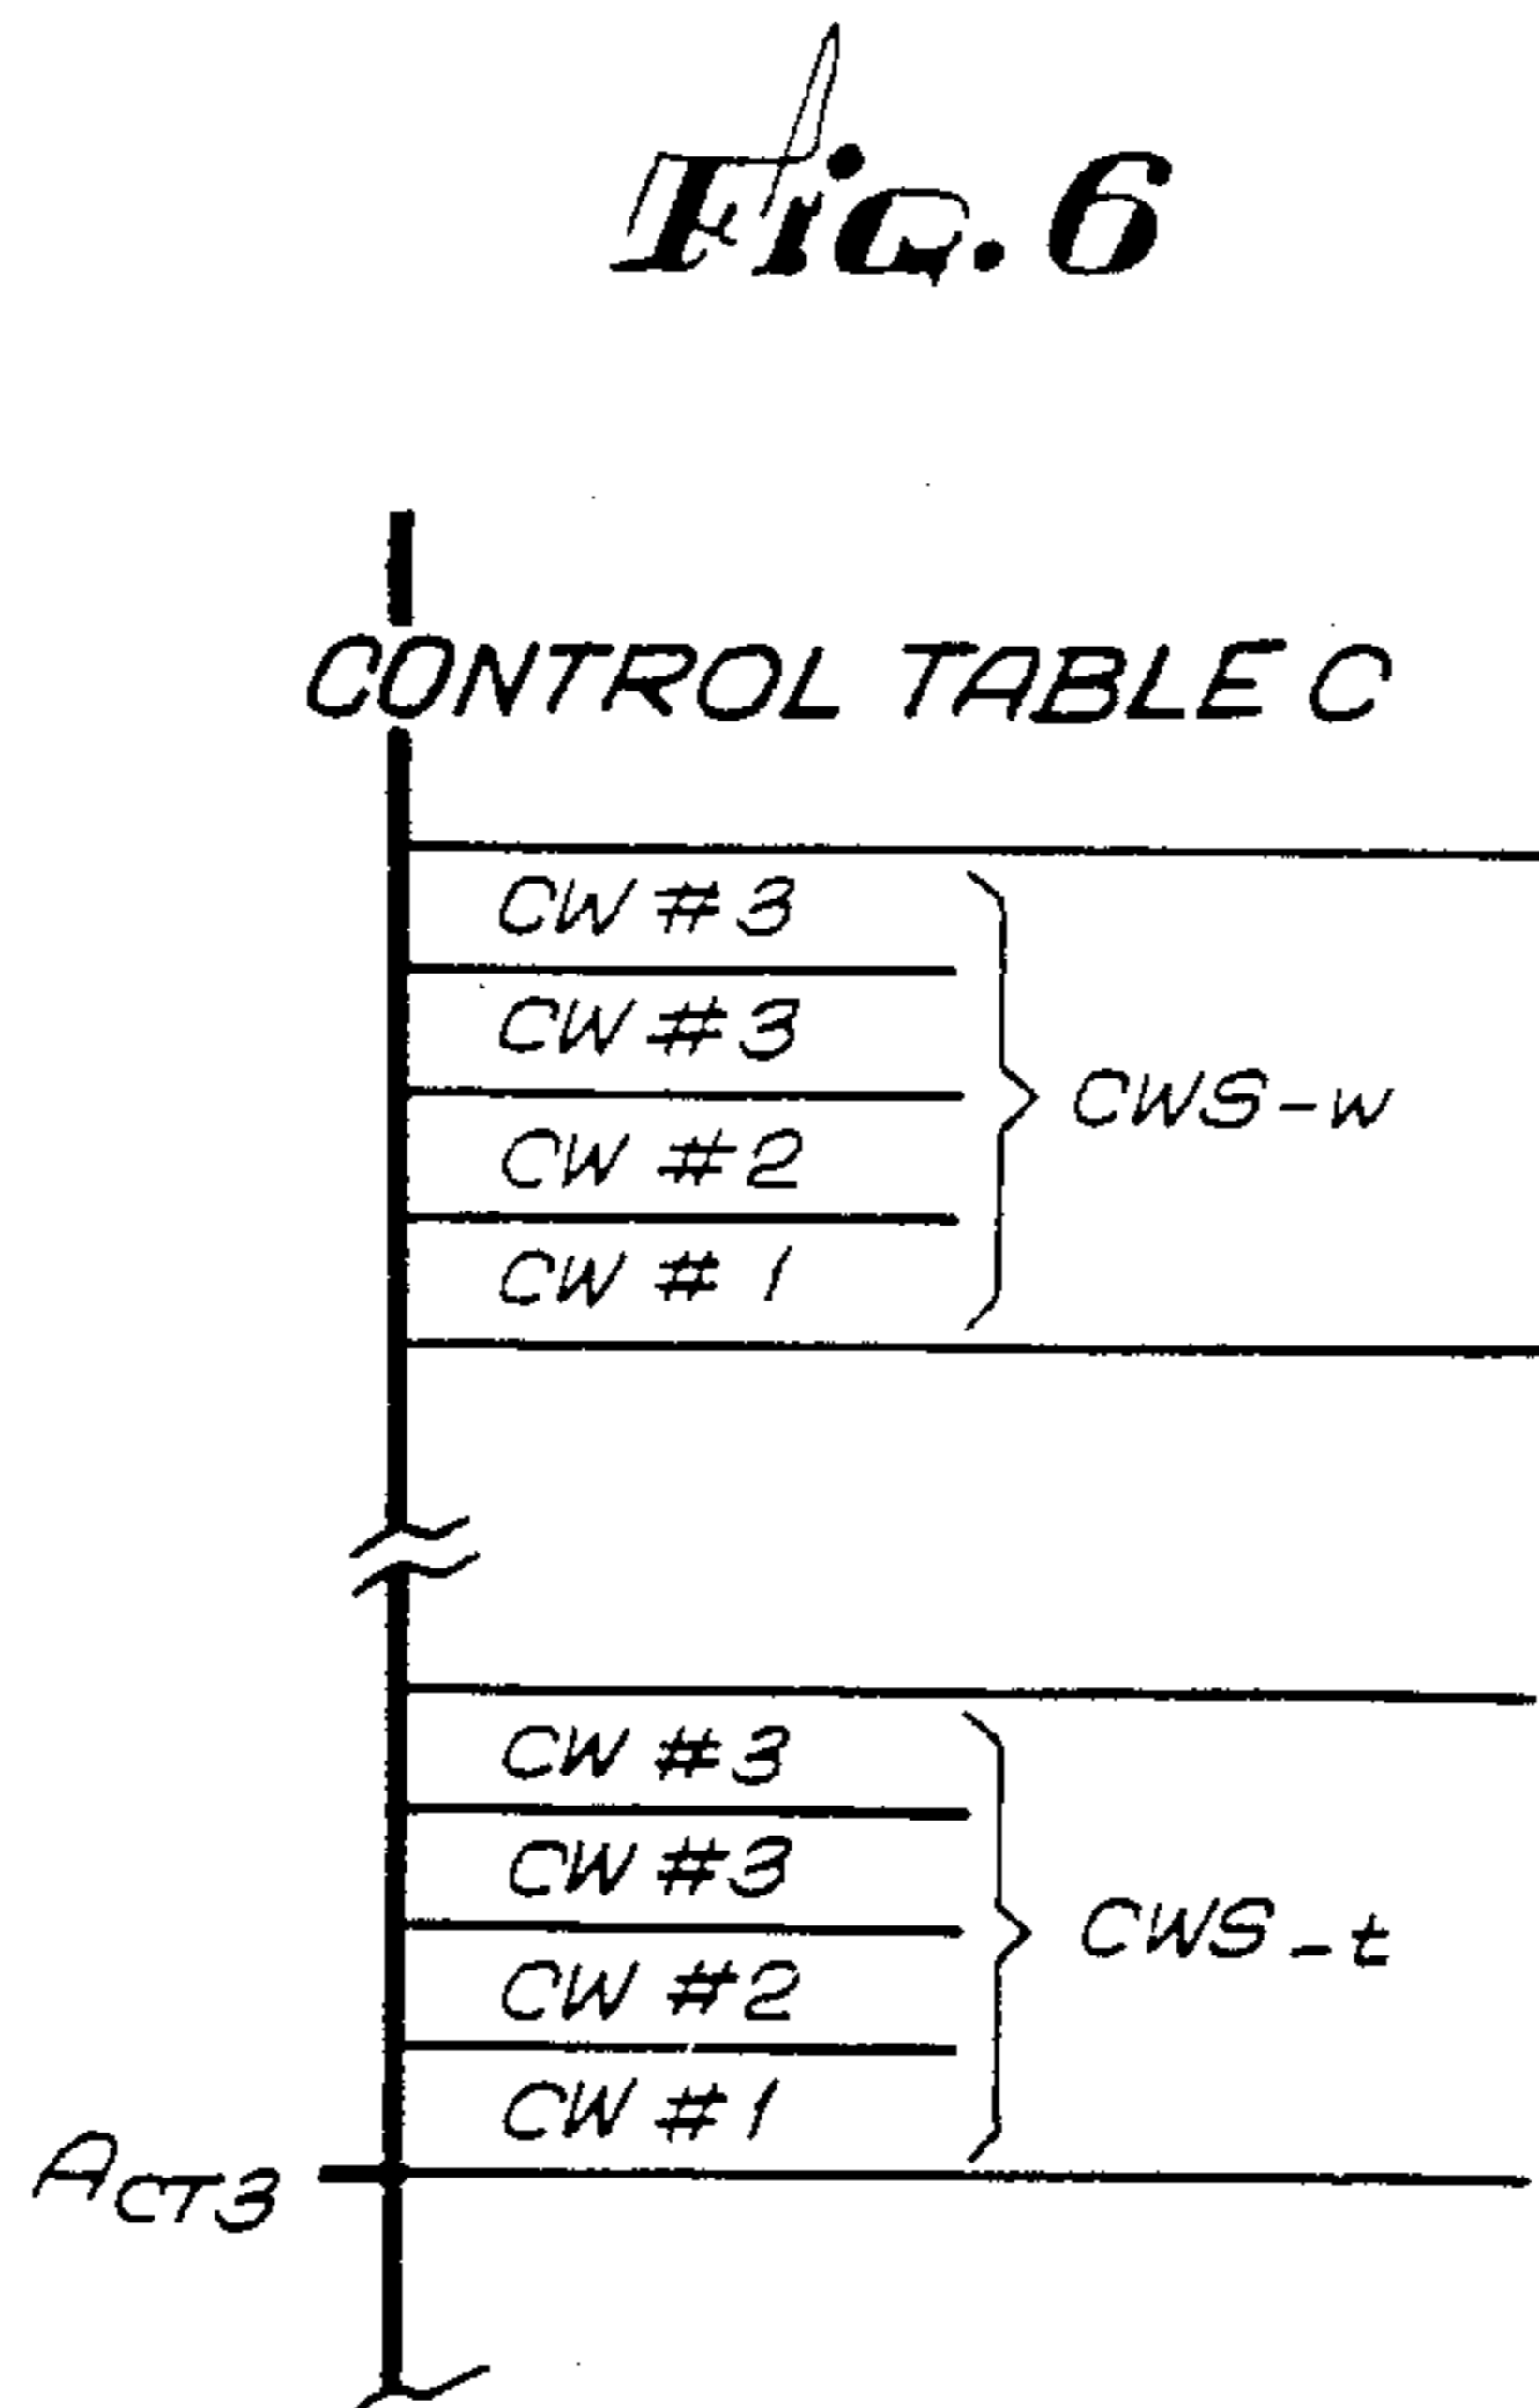 Fig. 6
CONTROL TABLE C
CW #3
CW #3
CW #2
CW # 1
CWS-w
CW #3
CW #3
CW #2
CW #1
CWS-t
ACT3